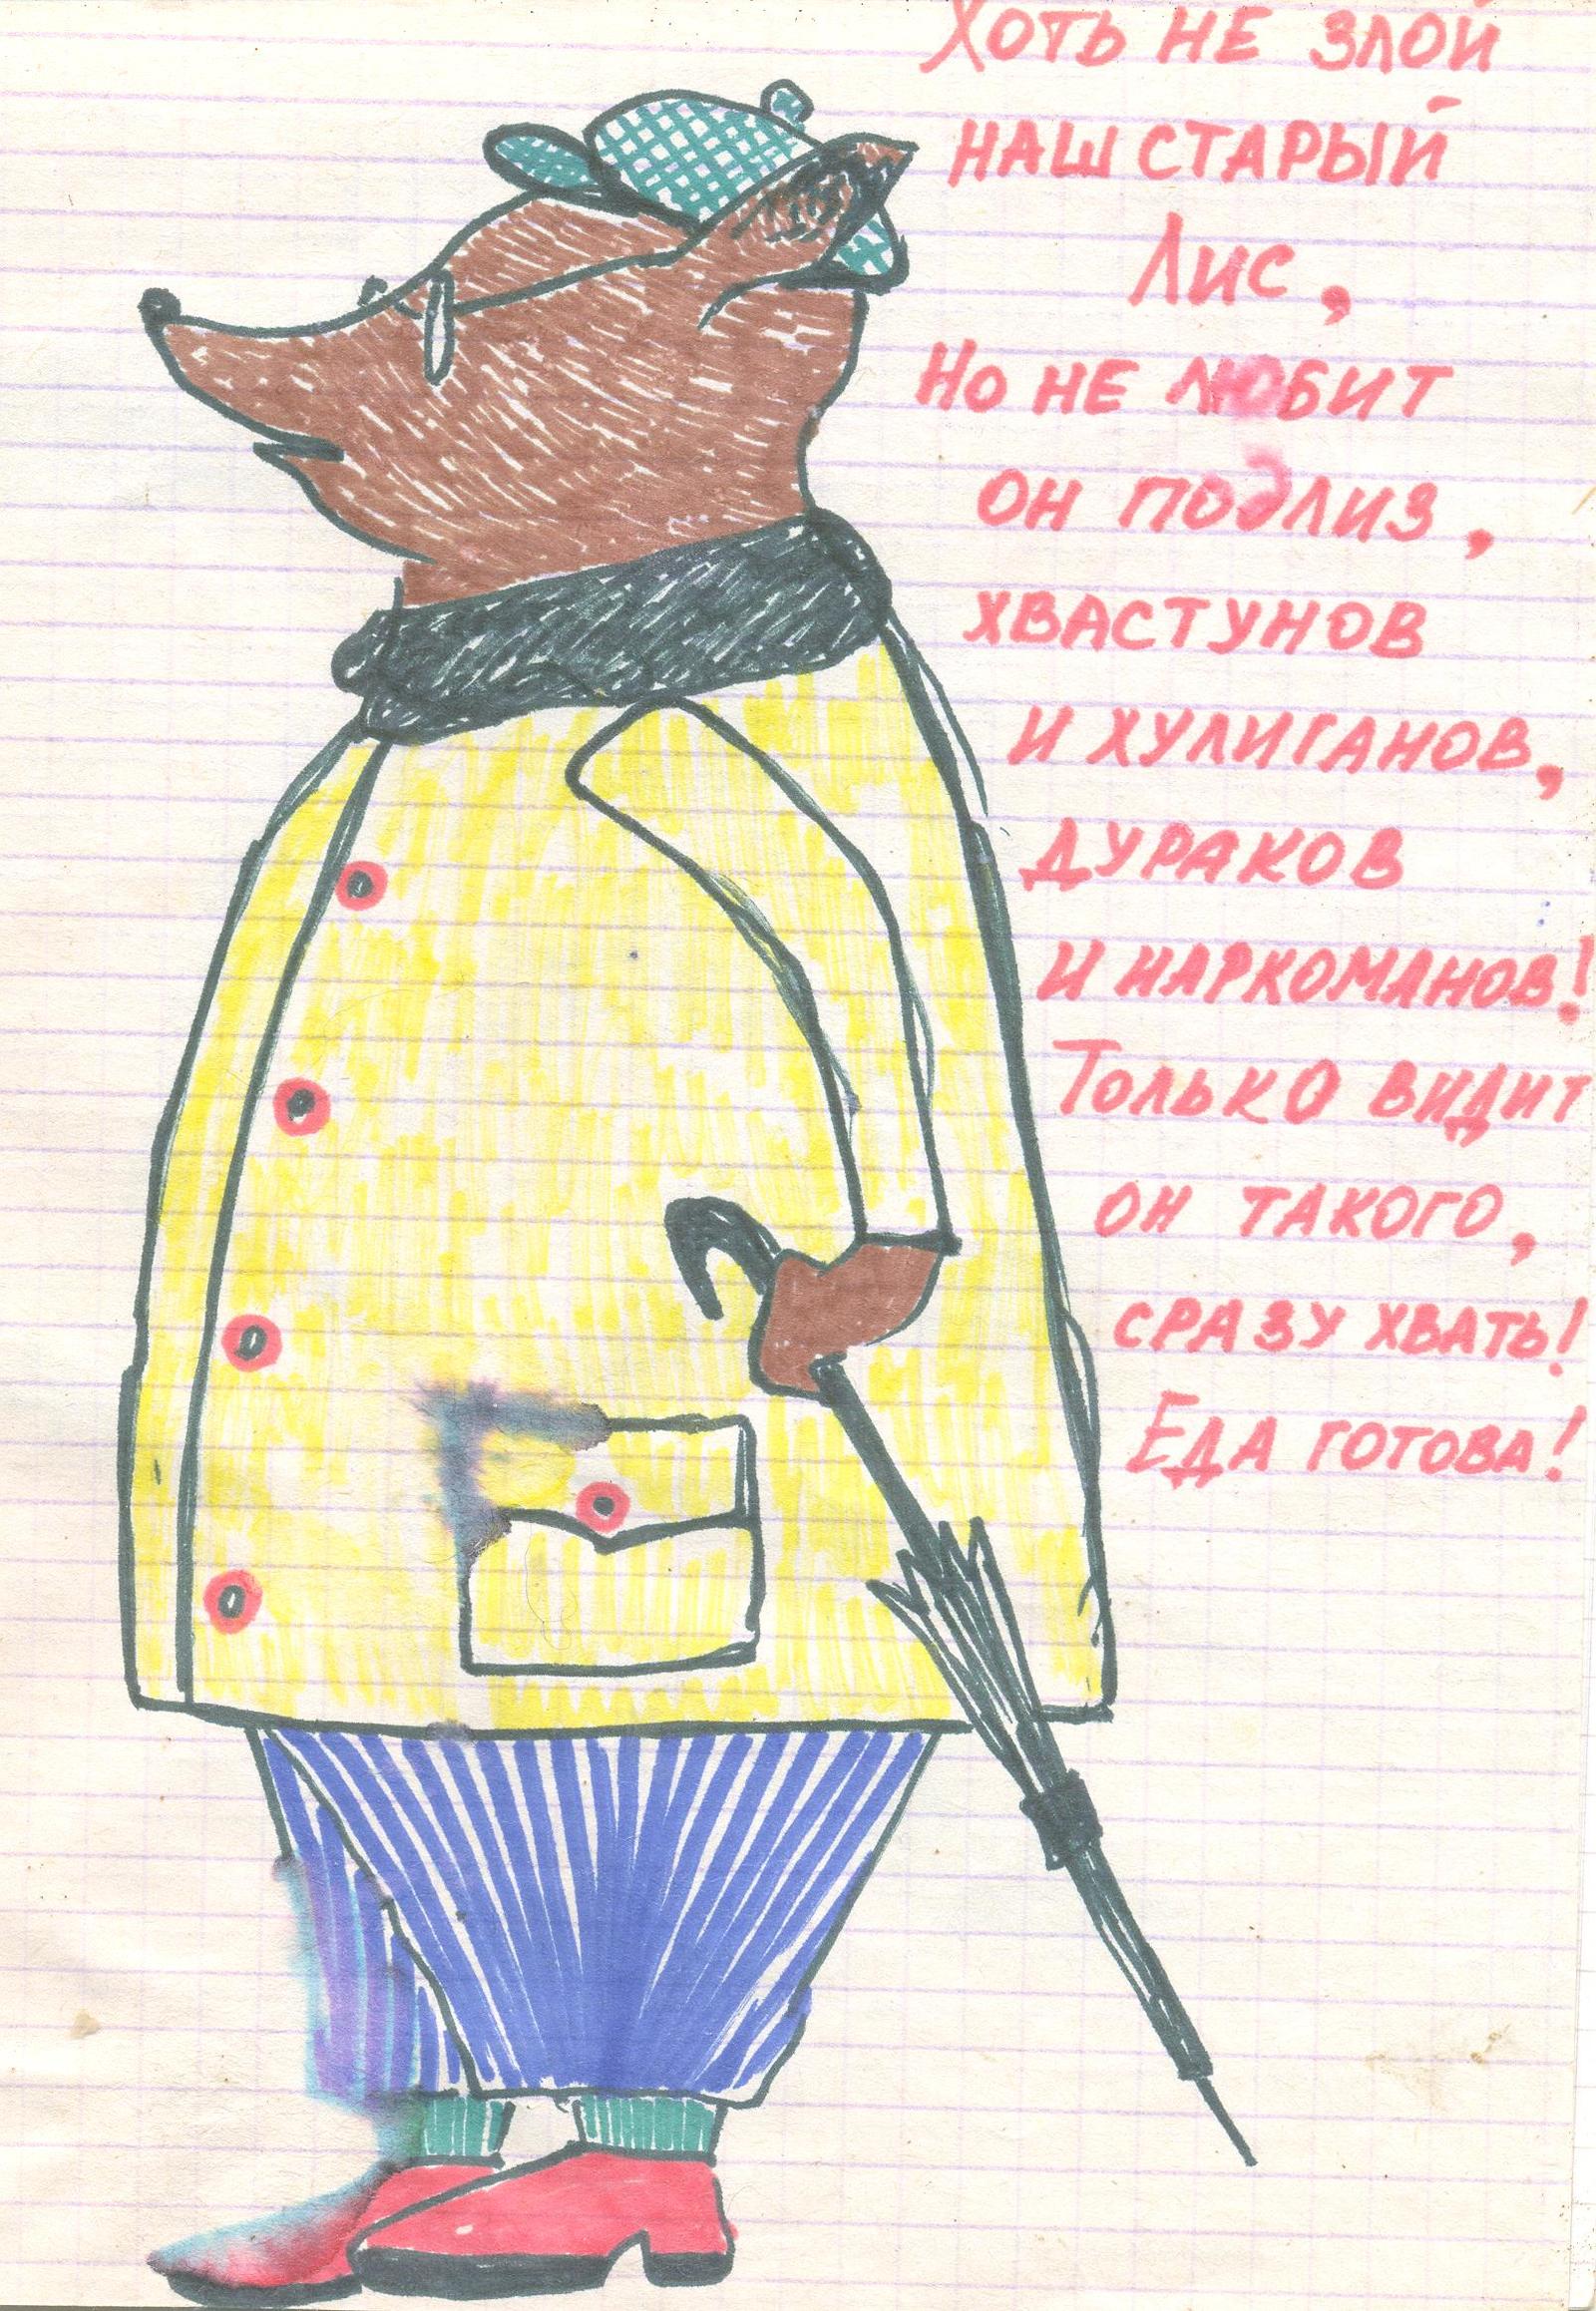 Хоть не злой
наш старый
Лис,
Но не любит
он подлиз,
хвастунов
и хулиганов,
дураков
и наркоманов!
Только видит
он такого,
сразу хвать!
Еда готова!